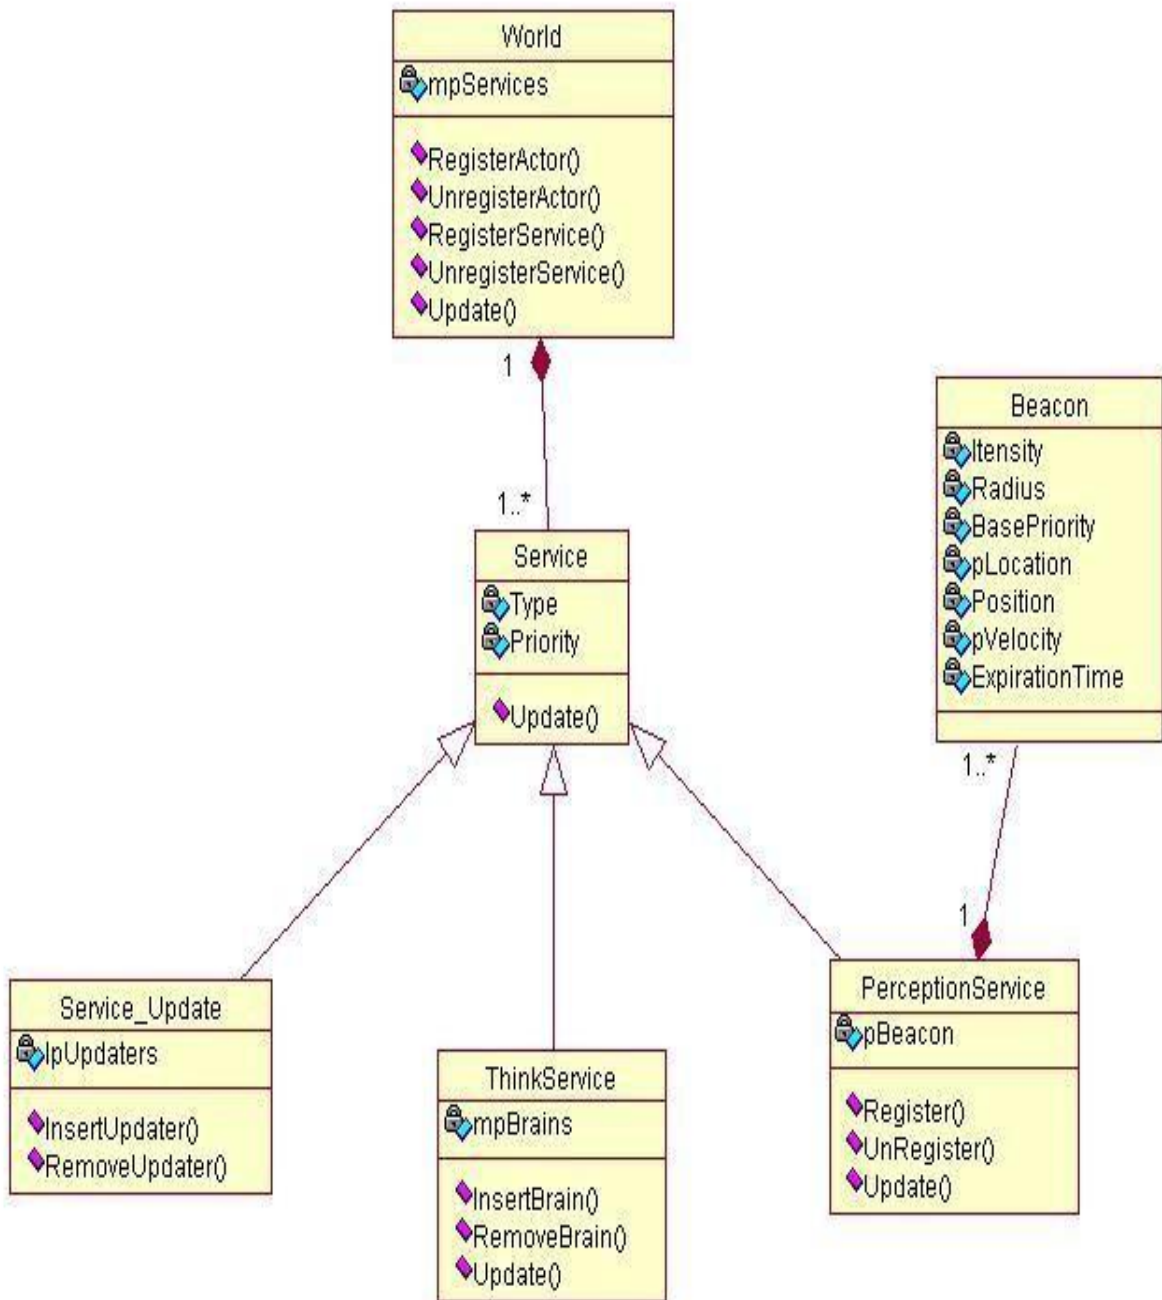 World
mpServices
RegisterActor()
UnregisterActor()
RegisterService()
UnregisterService()
Update()
1
1..*
Service
Type
Priority
Update()
Beacon
Itensity
Radius
BasePriority
pLocation
Position
pVelocity
ExpirationTime
1..*
1
Service_Update
lpUpdaters
InsertUpdater()
RemoveUpdater()
ThinkService
mpBrains
InsertBrain()
RemoveBrain()
Update()
PerceptionService
pBeacon
Register()
UnRegister()
Update()